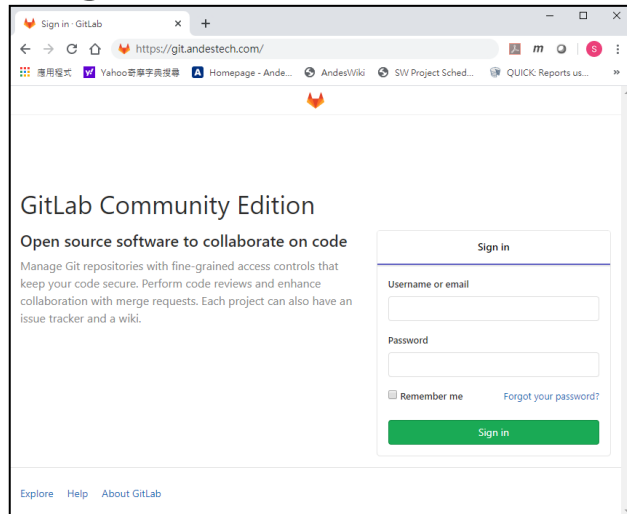 Sign in · GitLab
https://git.andestech.com/
m
S
應用程式
Yahoo奇摩字典搜尋
A Homepage - Ande...
AndesWiki
SW Project Sched...
QUICK: Reports us...
»
GitLab Community Edition
Open source software to collaborate on code
Manage Git repositories with fine-grained access controls that
keep your code secure. Perform code reviews and enhance
collaboration with merge requests. Each project can also have an
issue tracker and a wiki.
Sign in
Username or email
Password
Remember me
Forgot your password?
Sign in
Explore Help About GitLab